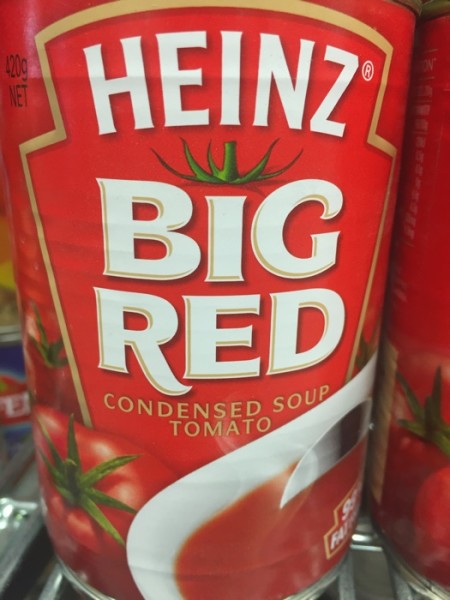 420g
NET
HEINZ®
BIG
RED
CONDENSED SOUP
TOMATO